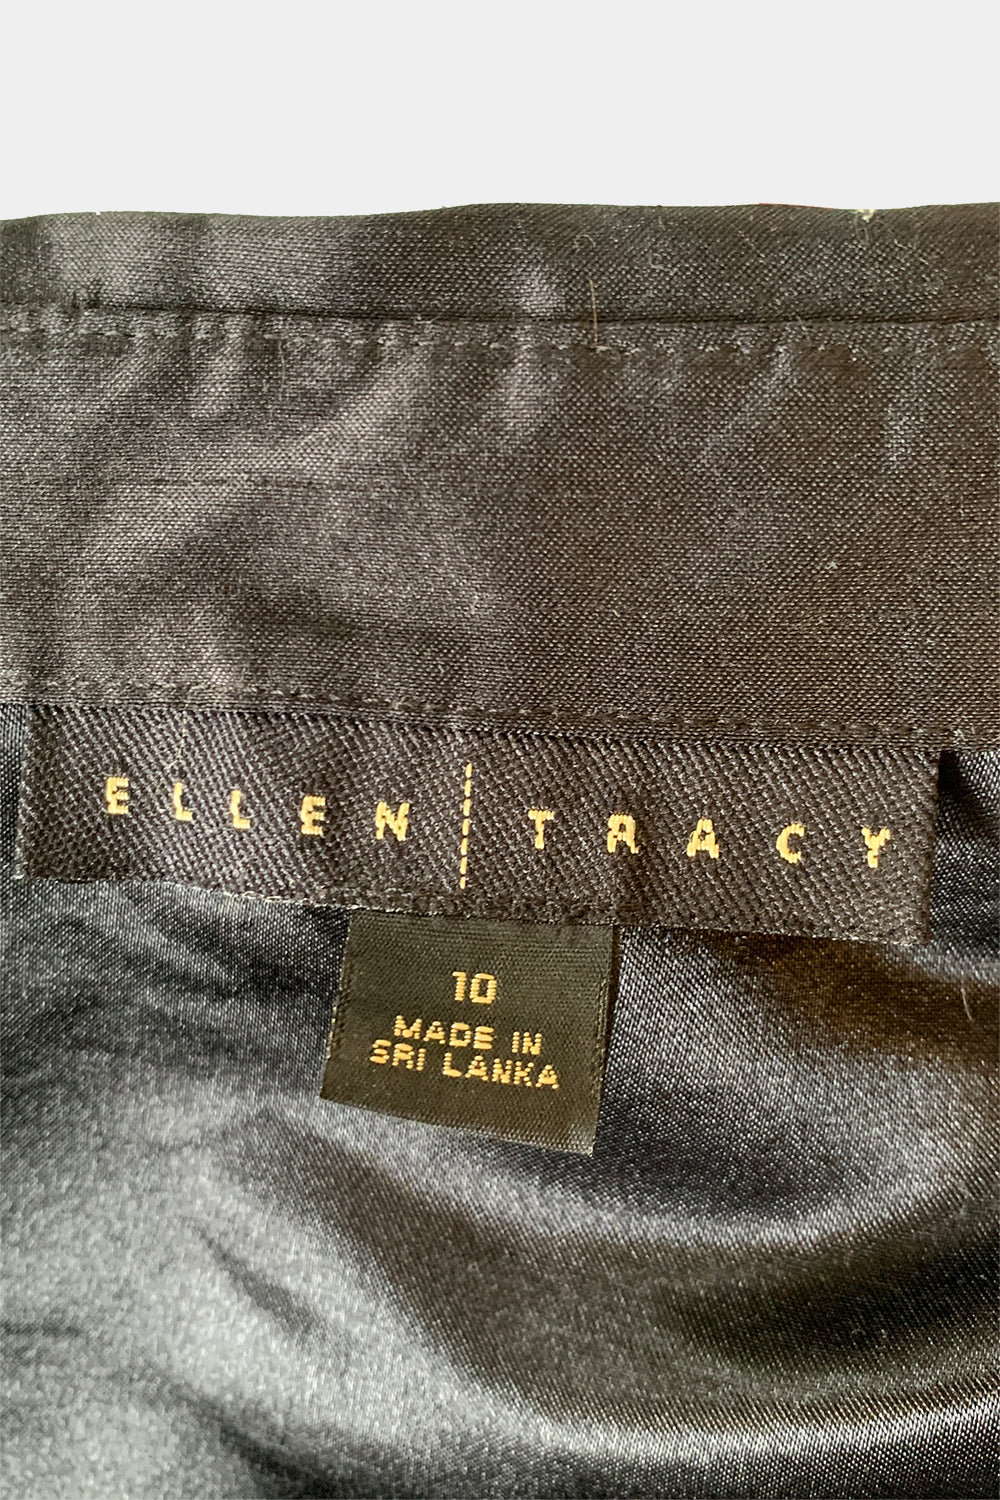 ELLEN | TRACY
10
MADE IN
SRI LANKA